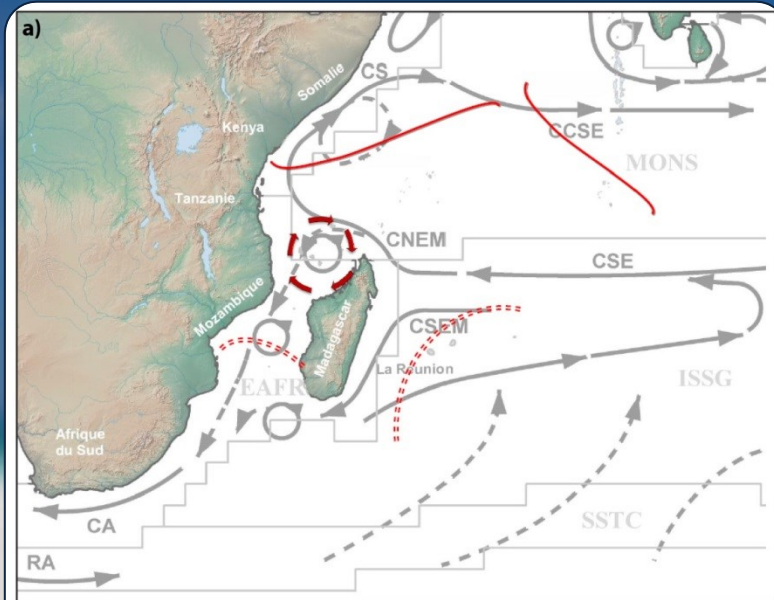 a)
Somalie
CS
Kenya
CCSE
MONS
Tanzanie
CNEM
CSE
Mozambique
Madagascar
CSEM
La Réunion
EAFR
ISSG
Afrique
du Sud
CA
SSTC
RA